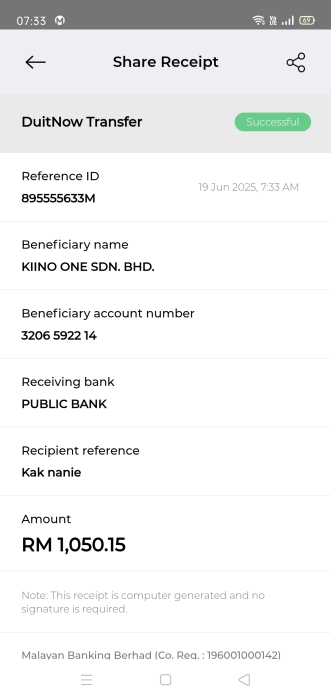 07:33
69
Share Receipt
DuitNow Transfer
Successful
Reference ID
895555633M
19 Jun 2025, 7:33 AM
Beneficiary name
KIINO ONE SDN. BHD.
Beneficiary account number
3206 5922 14
Receiving bank
PUBLIC BANK
Recipient reference
Kak nanie
Amount
RM 1,050.15
Note: This receipt is computer generated and no
signature is required.
Malayan Banking Berhad (Co. Reg. : 196001000142)